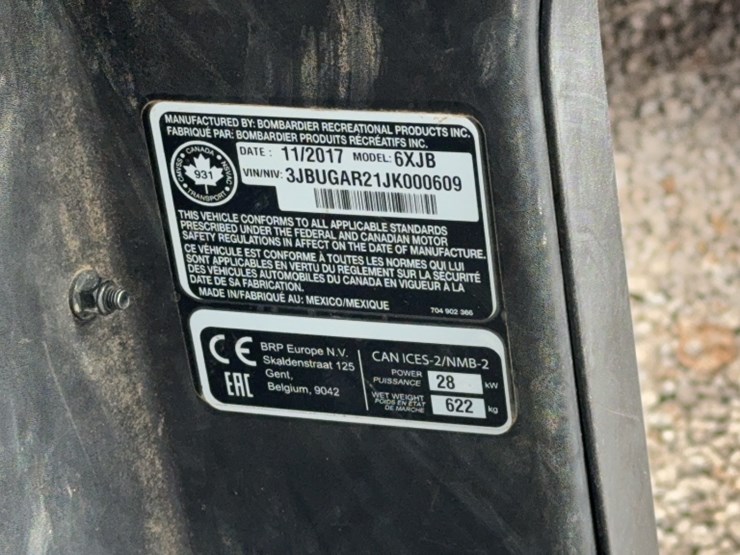 MANUFACTURED BY: BOMBARDIER RECREATIONAL PRODUCTS INC.
FABRIQUÉ PAR: BOMBARDIER PRODUITS RÉCRÉATIFS INC.
CANADA
CMVSS NSVAC
931
TRANSPORT
DATE : 11/2017 MODEL: 6XJB
VIN/NIV: 3JBUGAR21JK000609
THIS VEHICLE CONFORMS TO ALL APPLICABLE STANDARDS
PRESCRIBED UNDER THE FEDERAL AND CANADIAN MOTOR
SAFETY REGULATIONS IN AFFECT ON THE DATE OF MANUFACTURE.
CE VÉHICULE EST CONFORME À TOUTES LES NORMES QUI LUI
SONT APPLICABLES EN VERTU DU RÈGLEMENT SUR LA SÉCURITÉ
DES VÉHICULES AUTOMOBILES DU CANADA EN VIGUEUR À LA
DATE DE SA FABRICATION.
MADE IN/FABRIQUÉ AU: MEXICO/MEXIQUE
704 902 366
CE
EAC
BRP Europe N.V.
Skaldenstraat 125
Gent,
Belgium, 9042
CAN ICES-2/NMB-2
POWER
PUISSANCE 28 kW
WET WEIGHT
POIDS EN ÉTAT
DE MARCHE 622 kg